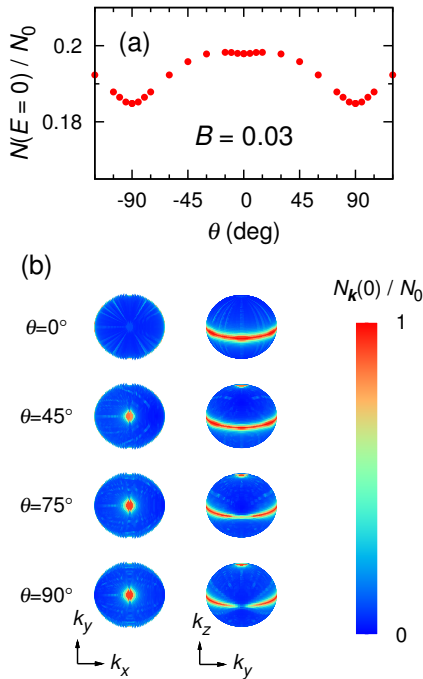 (a)
0.2
0.18
N(E = 0) / N0
B = 0.03
-90 -45 0 45 90
θ (deg)
(b)
Nk(0) / N0
θ=0°
θ=45°
θ=75°
θ=90°
1
0
ky
kx
kz
ky